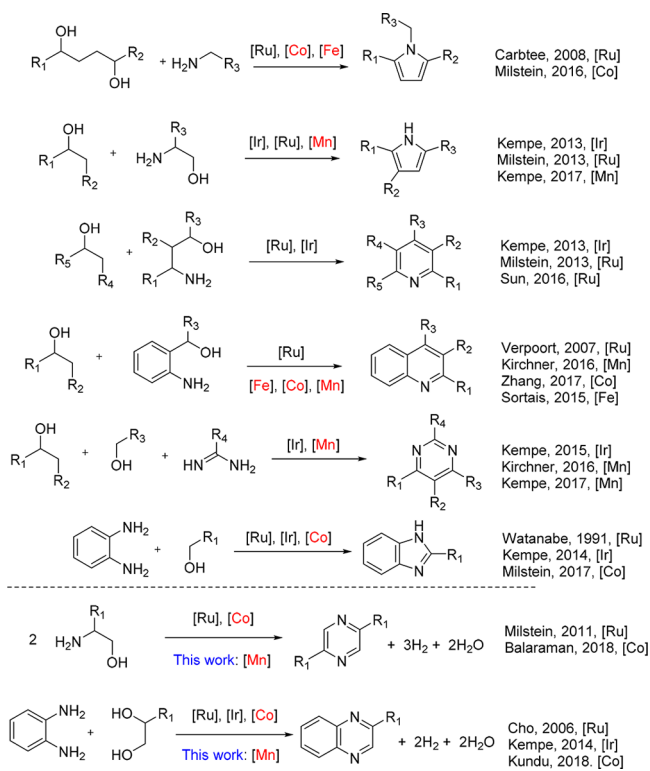 OH
R₁
R₂
OH
+
H₂N
R₃
[Ru], [Co], [Fe]
R₃
R₁
N
R₂
Carbtee, 2008, [Ru]
Milstein, 2016, [Co]
OH
R₁
R₂
+
R₃
H₂N
OH
[Ir], [Ru], [Mn]
H
N
R₁
R₃
R₂
Kempe, 2013, [Ir]
Milstein, 2013, [Ru]
Kempe, 2017, [Mn]
OH
R₅
R₄
+
R₃
R₂
OH
R₁
NH₂
[Ru], [Ir]
R₃
R₄
R₂
R₅
N
R₁
Kempe, 2013, [Ir]
Milstein, 2013, [Ru]
Sun, 2016, [Ru]
OH
R₁
R₂
+
R₃
OH
NH₂
[Ru]
[Fe], [Co], [Mn]
R₃
R₂
N
R₁
Verpoort, 2007, [Ru]
Kirchner, 2016, [Mn]
Zhang, 2017, [Co]
Sortais, 2015, [Fe]
OH
R₁
R₂
+
R₃
OH
+
R₄
NH
NH₂
[Ir], [Mn]
R₄
N
N
R₁
R₃
R₂
Kempe, 2015, [Ir]
Kirchner, 2016, [Mn]
Kempe, 2017, [Mn]
NH₂
NH₂
+
R₁
OH
[Ru], [Ir], [Co]
H
N
R₁
N
Watanabe, 1991, [Ru]
Kempe, 2014, [Ir]
Milstein, 2017, [Co]
2
R₁
H₂N
OH
[Ru], [Co]
This work: [Mn]
N
R₁
R₁
N
+ 3H₂ + 2H₂O
Milstein, 2011, [Ru]
Balaraman, 2018, [Co]
NH₂
NH₂
+
HO
R₁
OH
[Ru], [Ir], [Co]
This work: [Mn]
N
R₁
N
+ 2H₂ + 2H₂O
Cho, 2006, [Ru]
Kempe, 2014, [Ir]
Kundu, 2018. [Co]